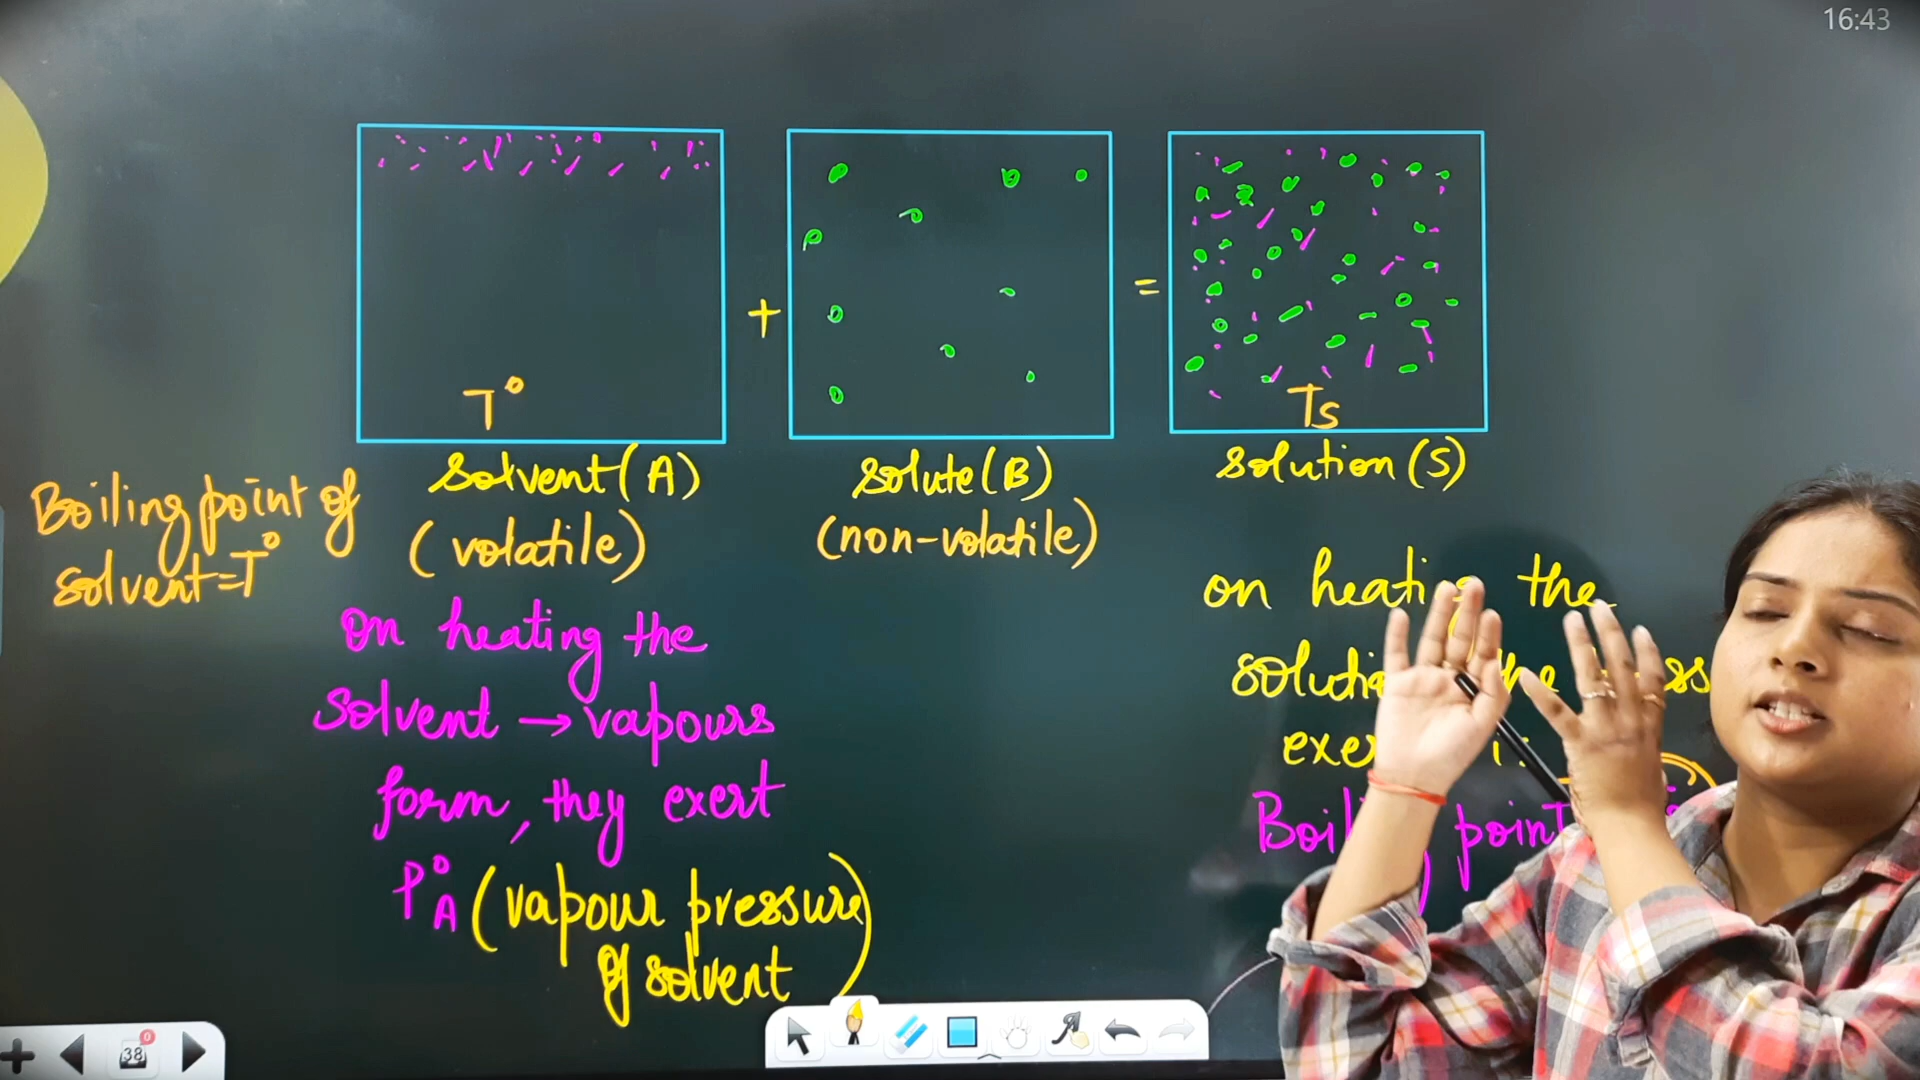 16:43
T°
+
=
Ts
solvent(A)
(volatile)
solute(B)
(non-volatile)
solution(S)
Boiling point of
solvent=T°
on heating the
solvent → vapours
form, they exert
P°A (vapour pressure
of solvent)
on heating the
point
38
0